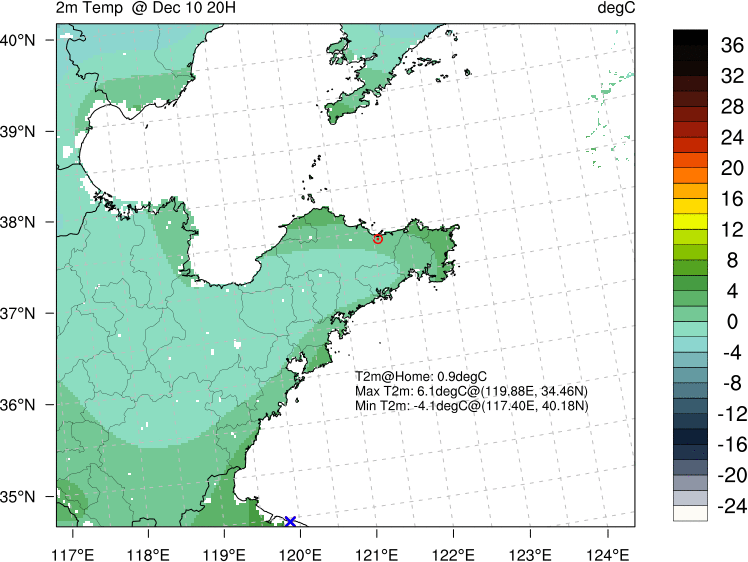 2m Temp @ Dec 10 20H
degC
40°N
39°N
38°N
37°N
36°N
35°N
T2m@Home: 0.9degC
Max T2m: 6.1degC@(119.88E, 34.46N)
Min T2m: -4.1degC@(117.40E, 40.18N)
117°E 118°E 119°E 120°E 121°E 122°E 123°E 124°E
36
32
28
24
20
16
12
8
4
0
-4
-8
-12
-16
-20
-24